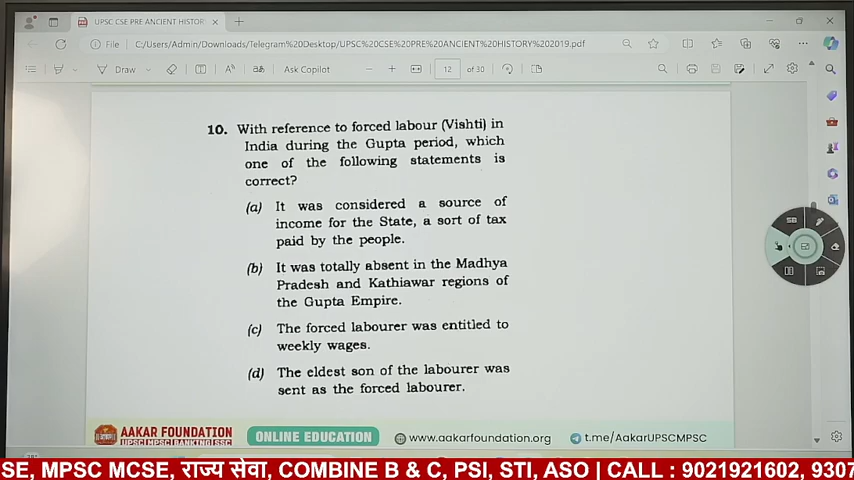 UPSC CSE PRE ANCIENT HISTOR
File
C:/Users/Admin/Downloads/Telegram%20Desktop/UPSC%20CSE%20PRE%20ANCIENT%20HISTORY%202019.pdf
Draw
Ask Copilot
12 of 30
10. With reference to forced labour (Vishti) in
India during the Gupta period, which
one of the following statements is
correct?
(a) It was considered a source of
income for the State, a sort of tax
paid by the people.
(b) It was totally absent in the Madhya
Pradesh and Kathiawar regions of
the Gupta Empire.
(c) The forced labourer was entitled to
weekly wages.
(d) The eldest son of the labourer was
sent as the forced labourer.
AAKAR FOUNDATION
UPSC|MPSC|BANKING|SSC
ONLINE EDUCATION
www.aakarfoundation.org
t.me/AakarUPSCMPSC
SE, MPSC MCSE, राज्य सेवा, COMBINE B & C, PSI, STI, ASO | CALL : 9021921602, 9307